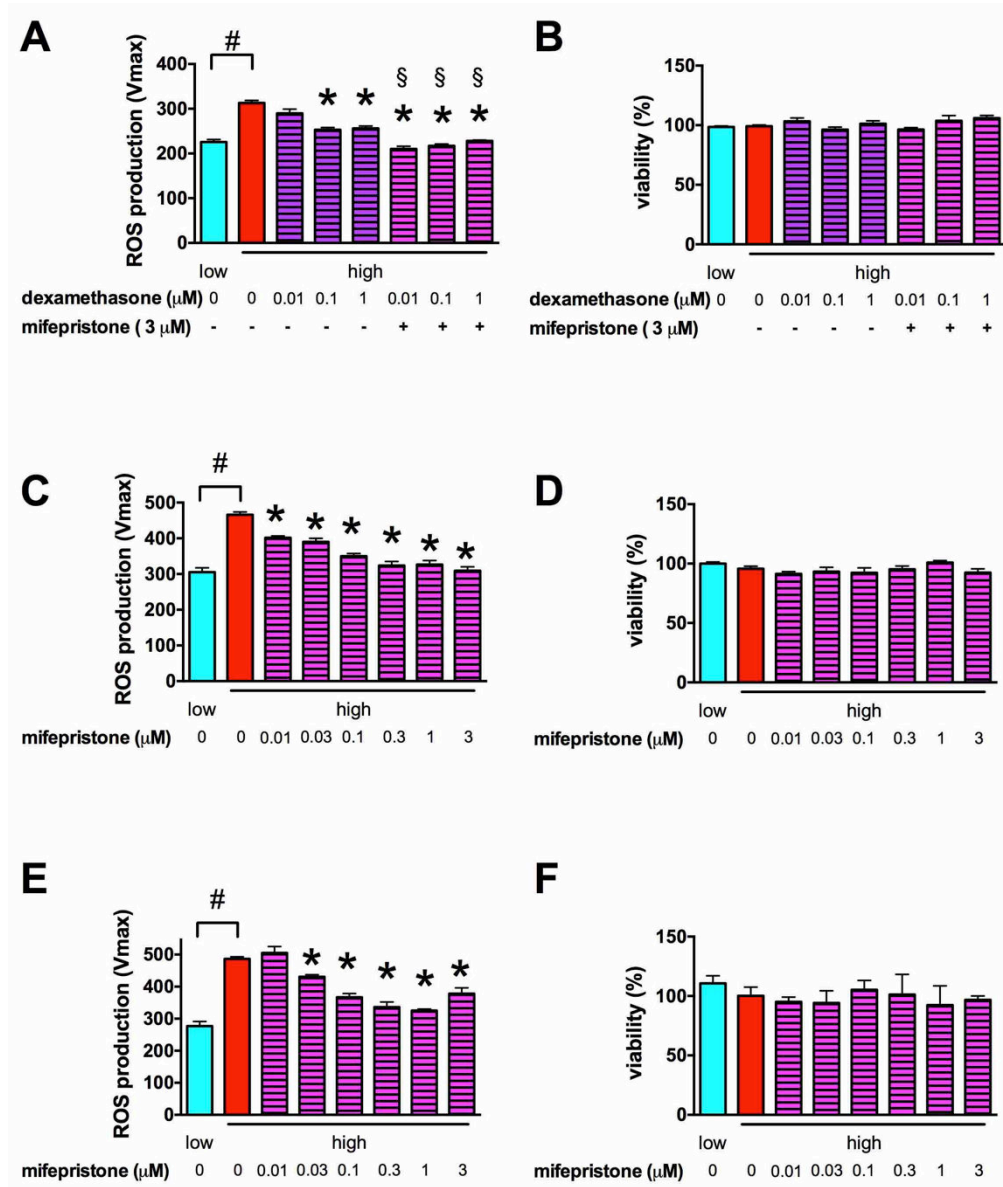 A
#
ROS production (Vmax)
400
300
200
100
0
* *
§ § §
* * *
low
high
dexamethasone (μM) 0 0 0.01 0.1 1 0.01 0.1 1
mifepristone ( 3 μM) - - - - - + + +
B
viability (%)
150
100
50
0
low
high
dexamethasone (μM) 0 0 0.01 0.1 1 0.01 0.1 1
mifepristone ( 3 μM) - - - - - + + +
C
#
ROS production (Vmax)
500
400
300
200
100
0
* * * * * *
low
high
mifepristone (μM) 0 0 0.01 0.03 0.1 0.3 1 3
D
viability (%)
150
100
50
0
low
high
mifepristone (μM) 0 0 0.01 0.03 0.1 0.3 1 3
E
#
ROS production (Vmax)
500
400
300
200
100
0
* * * * *
low
high
mifepristone (μM) 0 0 0.01 0.03 0.1 0.3 1 3
F
viability (%)
150
100
50
0
low
high
mifepristone (μM) 0 0 0.01 0.03 0.1 0.3 1 3